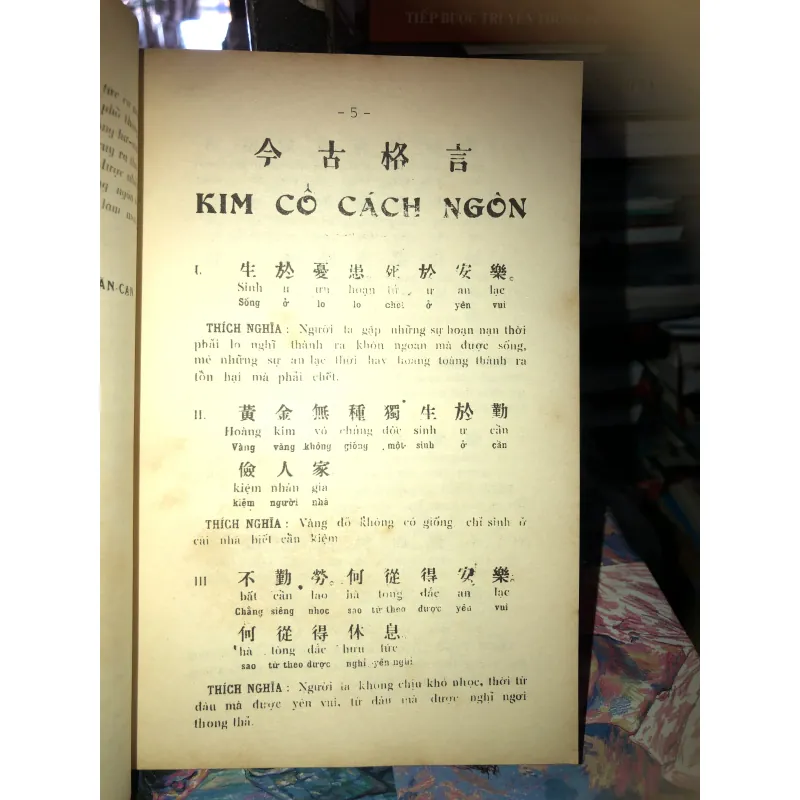 TIẾP BƯỚC TRUYỀN THỐNG
- 5 -
今古格言
KIM CỔ CÁCH NGÔN
I. 生於憂患死於安樂。
Sinh ư ưu hoạn tử ư an lạc
Sống ở lo lo chết ở yên vui
THÍCH NGHĨA : Người ta gặp những sự hoạn nạn thời
phải lo nghĩ thành ra khôn ngoan mà được sống,
mê những sự an lạc thời hay hoang toàng thành ra
tổn hại mà phải chết.
II. 黃金無種獨生於勤
Hoàng kim vô chủng độc sinh ư cần
Vàng vàng không giống một sinh ở cần
儉人家
kiệm nhân gia
kiệm người nhà
THÍCH NGHĨA : Vàng đó không có giống chỉ sinh ở
cái nhà biết cần kiệm
III 不勤勞。何從得安樂。
bất cần lao hà tòng đắc an lạc
Chẳng siêng nhọc sao từ theo được yên vui
何從得休息
hà tòng đắc hưu tức
sao từ theo được nghỉ yên nghỉ
THÍCH NGHĨA : Người ta không chịu khó nhọc, thời từ
đâu mà được yên vui, từ đâu mà được nghỉ ngơi
thong thả.